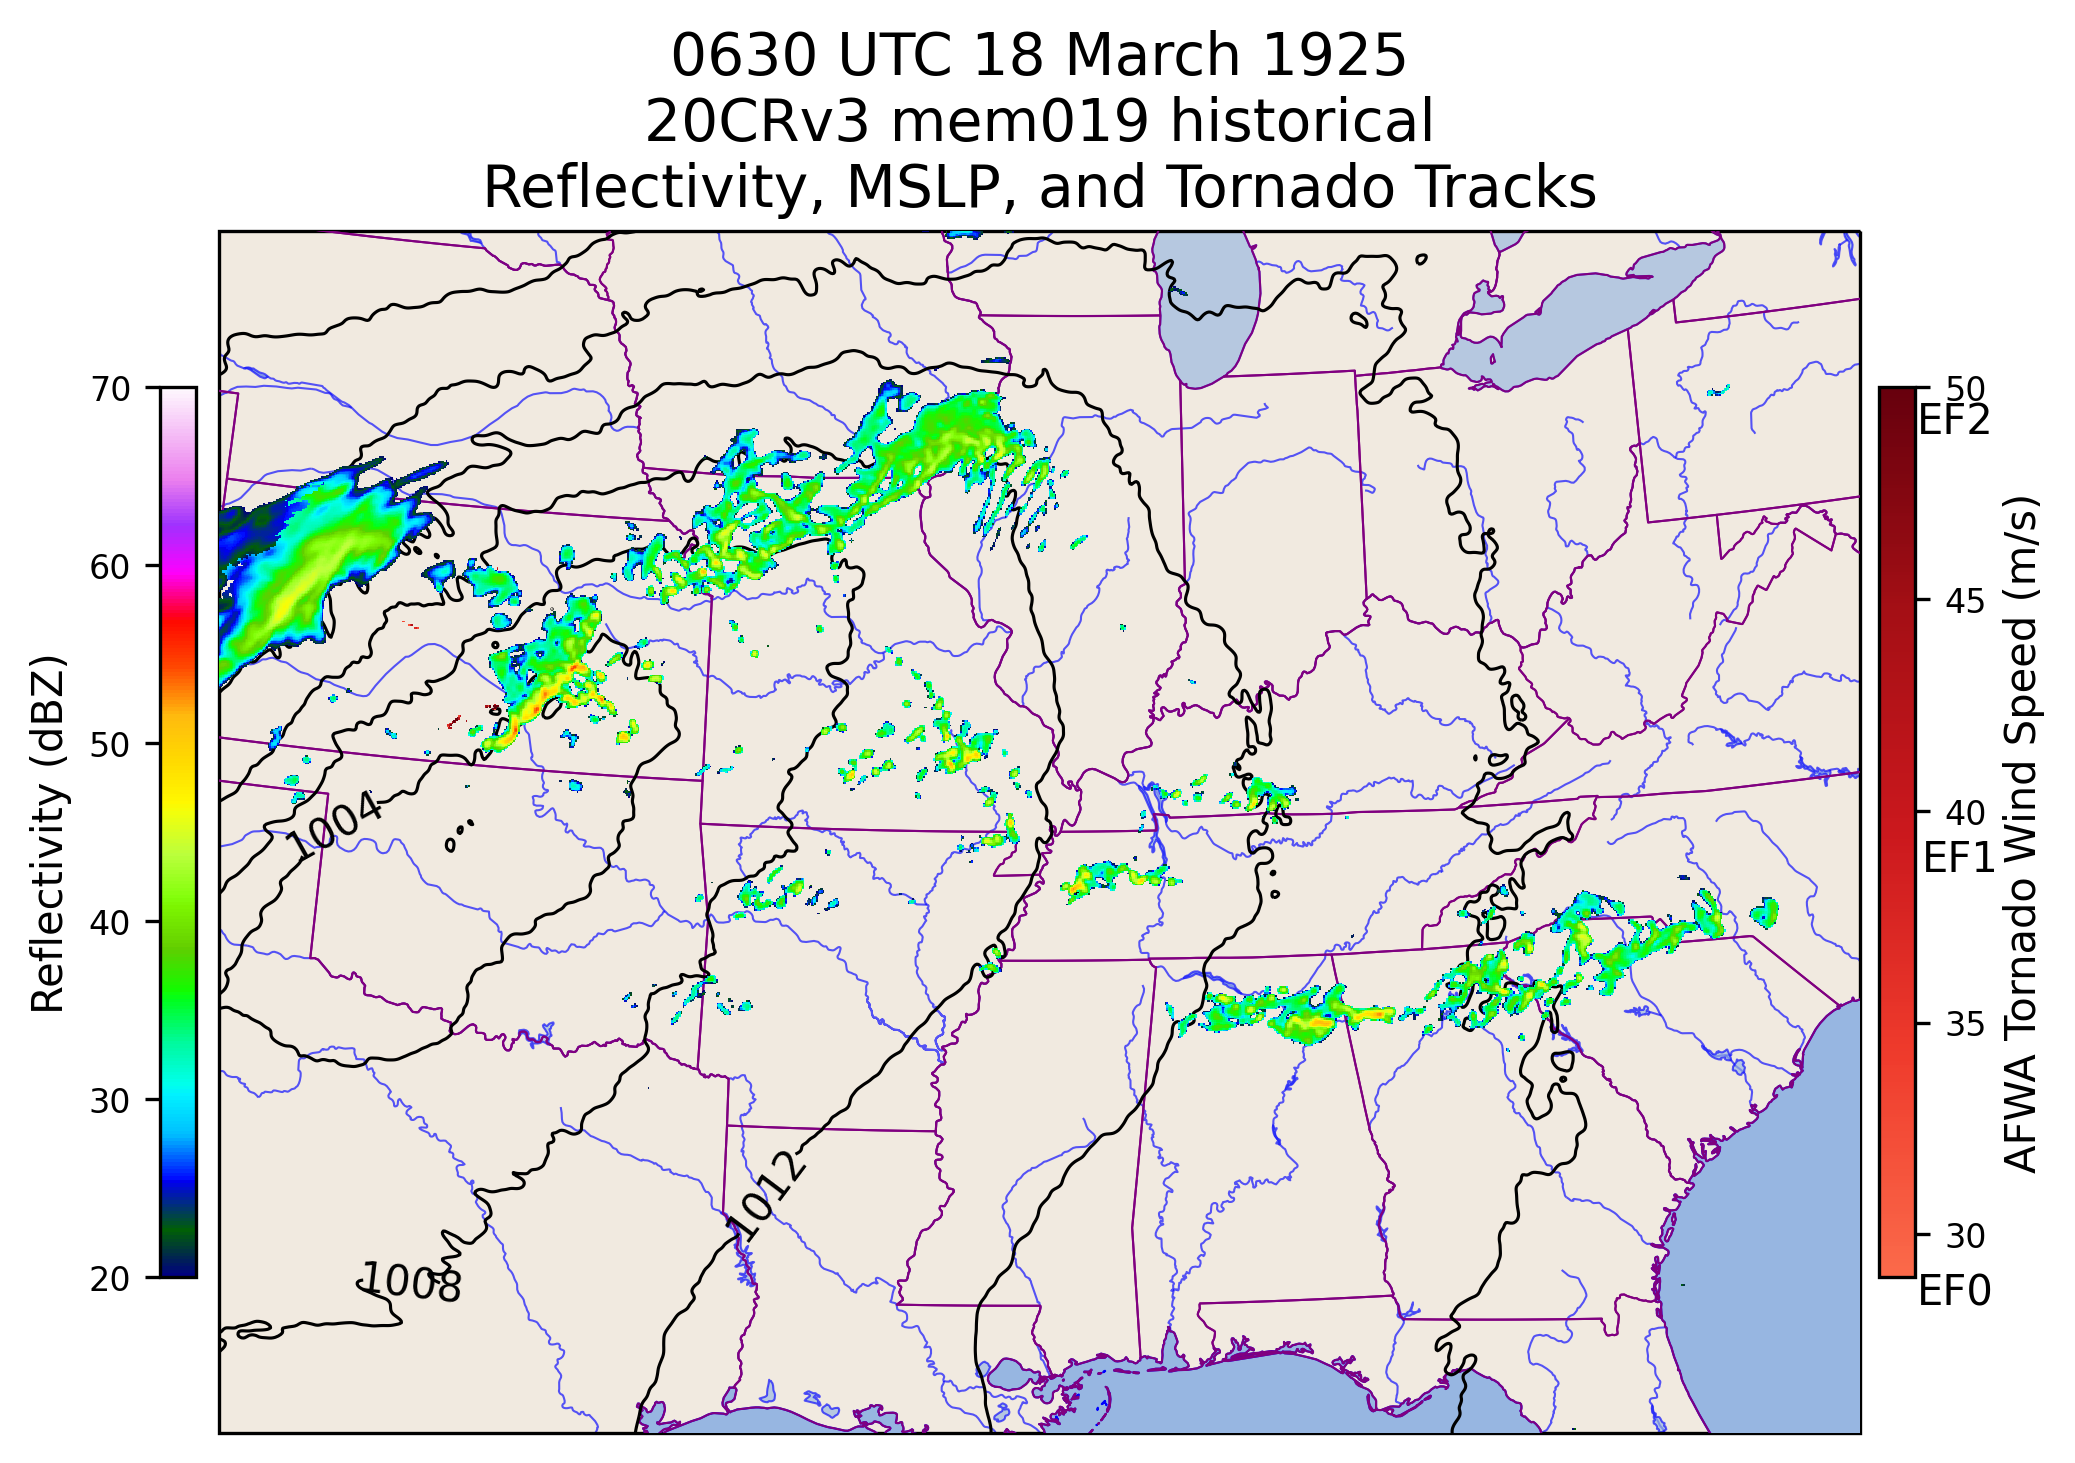 0630 UTC 18 March 1925
20CRv3 mem019 historical
Reflectivity, MSLP, and Tornado Tracks
Reflectivity (dBZ)
70
60
50
40
30
20
1004
1008
1012
50
EF2
45
40
EF1
35
30
EF0
AFWA Tornado Wind Speed (m/s)